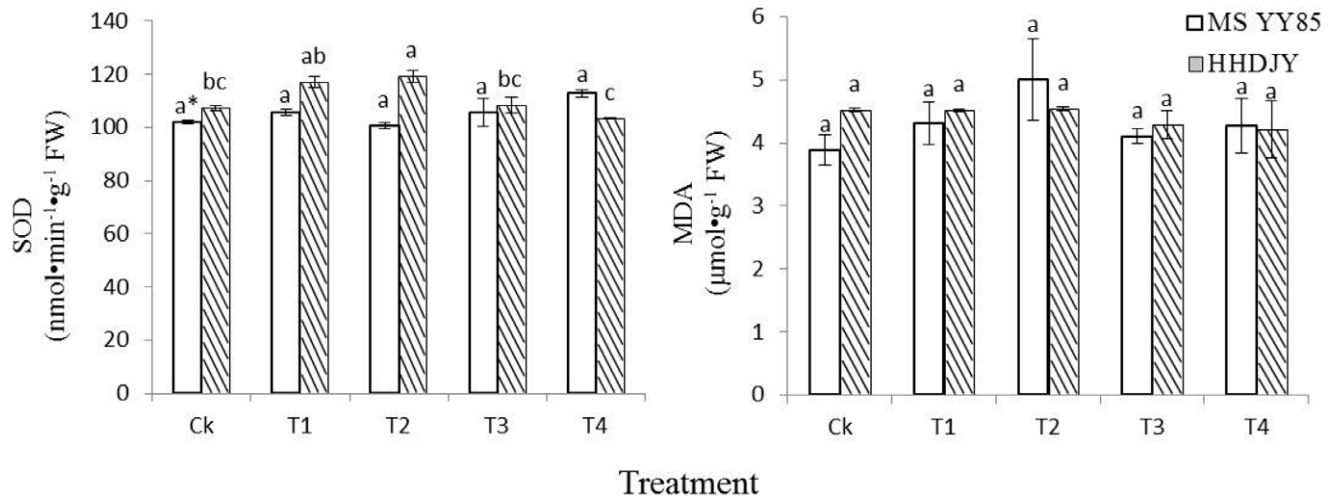 SOD
(nmol•min⁻¹•g⁻¹ FW)
140
120
100
80
60
40
20
0
a*
bc
a
ab
a
a
a
bc
a
c
Ck
T1
T2
T3
T4
MDA
(μmol•g⁻¹ FW)
6
5
4
3
2
1
0
a
a
a
a
a
a
a
a
a
a
Ck
T1
T2
T3
T4
MS YY85
HHDJY
Treatment